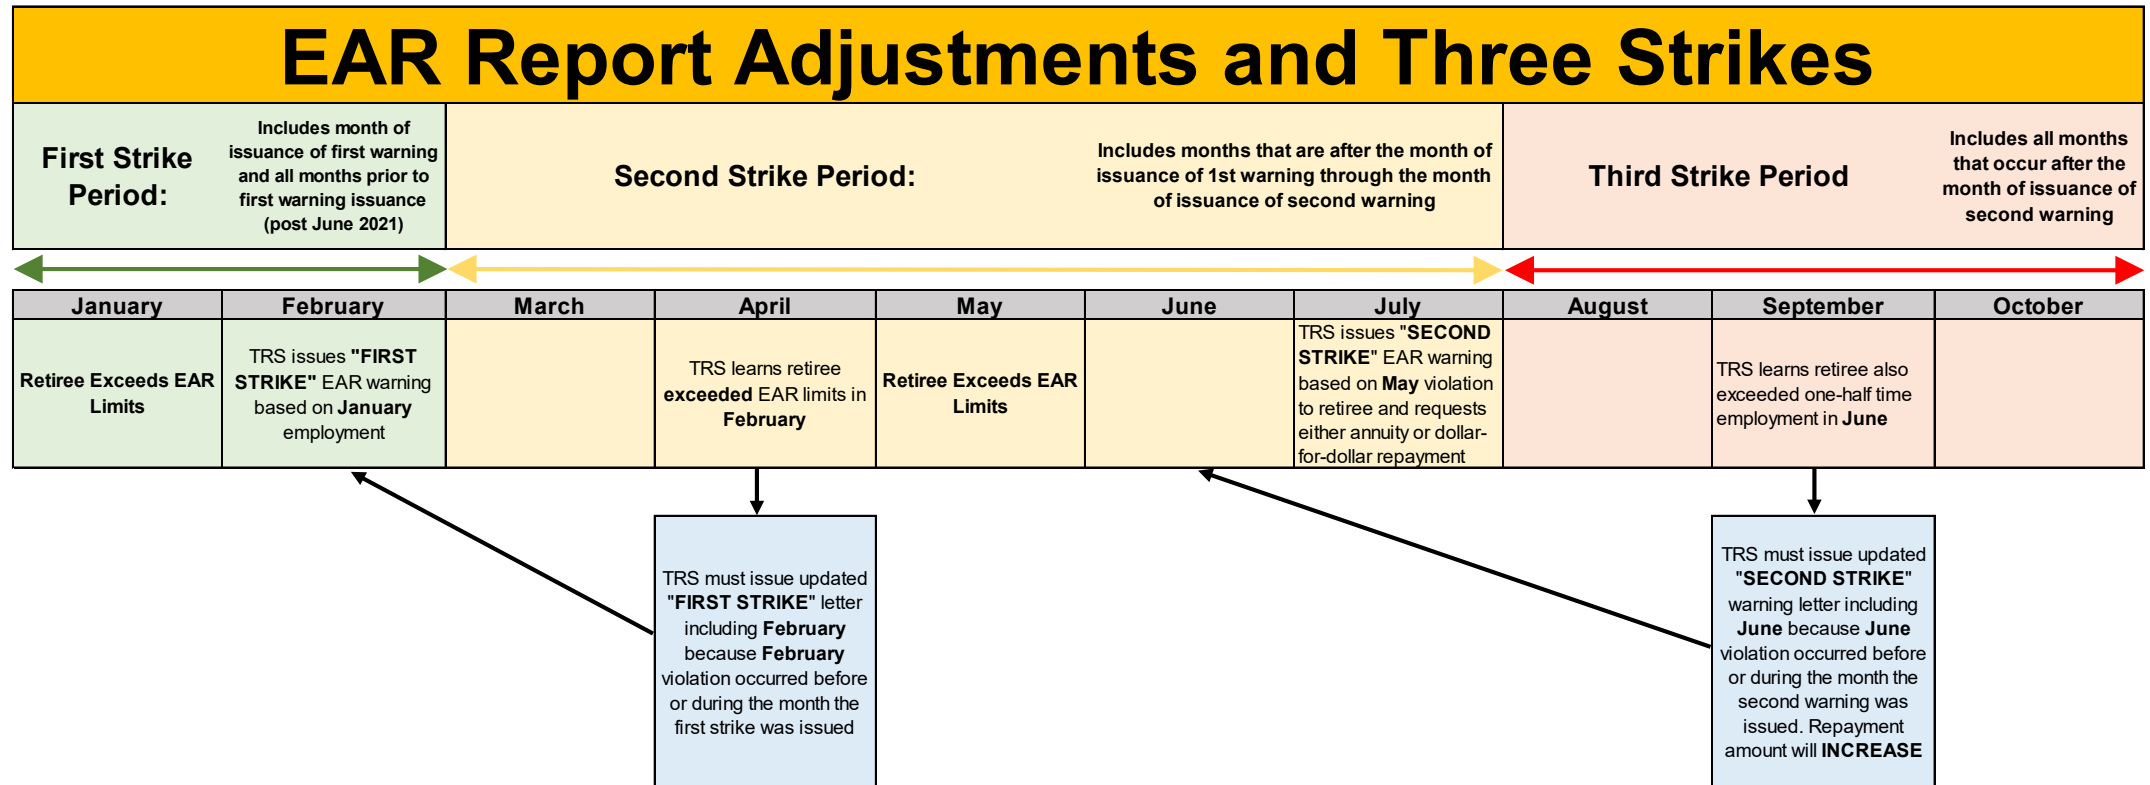 EAR Report Adjustments and Three Strikes
First Strike
Period:
Includes month of
issuance of first warning
and all months prior to
first warning issuance
(post June 2021)
Second Strike Period:
Includes months that are after the month of
issuance of 1st warning through the month
of issuance of second warning
Third Strike Period
Includes all months
that occur after the
month of issuance of
second warning
January
February
March
April
May
June
July
August
September
October
Retiree Exceeds EAR
Limits
TRS issues "FIRST
STRIKE" EAR warning
based on January
employment
TRS learns retiree
exceeded EAR limits in
February
Retiree Exceeds EAR
Limits
TRS issues "SECOND
STRIKE" EAR warning
based on May violation
to retiree and requests
either annuity or dollar-
for-dollar repayment
TRS learns retiree also
exceeded one-half time
employment in June
TRS must issue updated
"FIRST STRIKE" letter
including February
because February
violation occurred before
or during the month the
first strike was issued
TRS must issue updated
"SECOND STRIKE"
warning letter including
June because June
violation occurred before
or during the month the
second warning was
issued. Repayment
amount will INCREASE